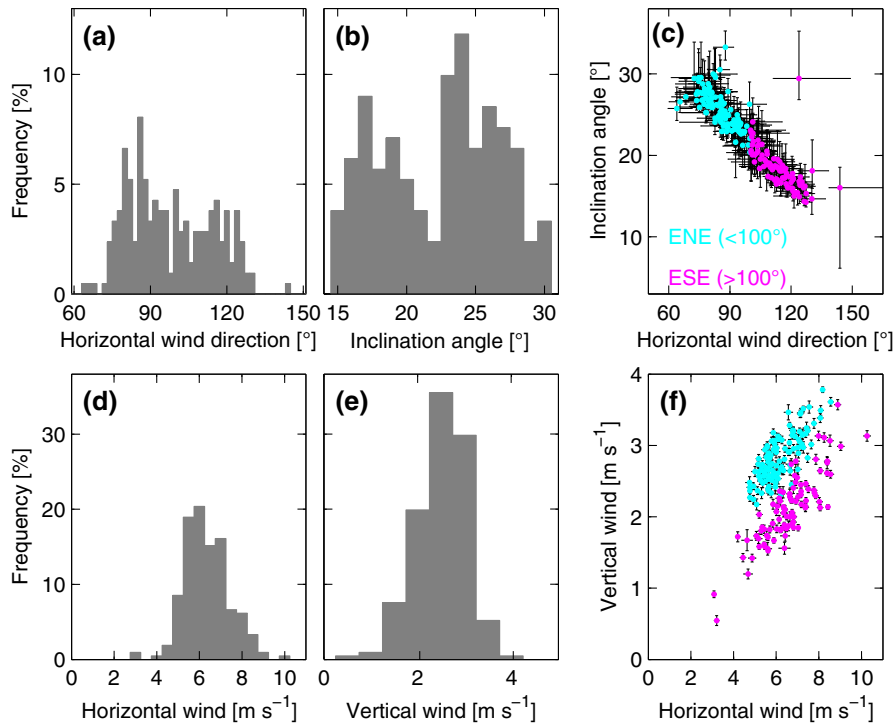 (a)
(b)
(c)
Frequency [%]
10
5
0
60
90
120
150
Horizontal wind direction [°]
15
20
25
30
Inclination angle [°]
Inclination angle [°]
30
20
10
ENE (<100°)
ESE (>100°)
60
75
90
105
120
135
150
Horizontal wind direction [°]
(d)
(e)
(f)
Frequency [%]
30
20
10
0
0
2
4
6
8
10
Horizontal wind [m s⁻¹]
0
2
4
Vertical wind [m s⁻¹]
Vertical wind [m s⁻¹]
4
3
2
1
0
0
2
4
6
8
10
Horizontal wind [m s⁻¹]